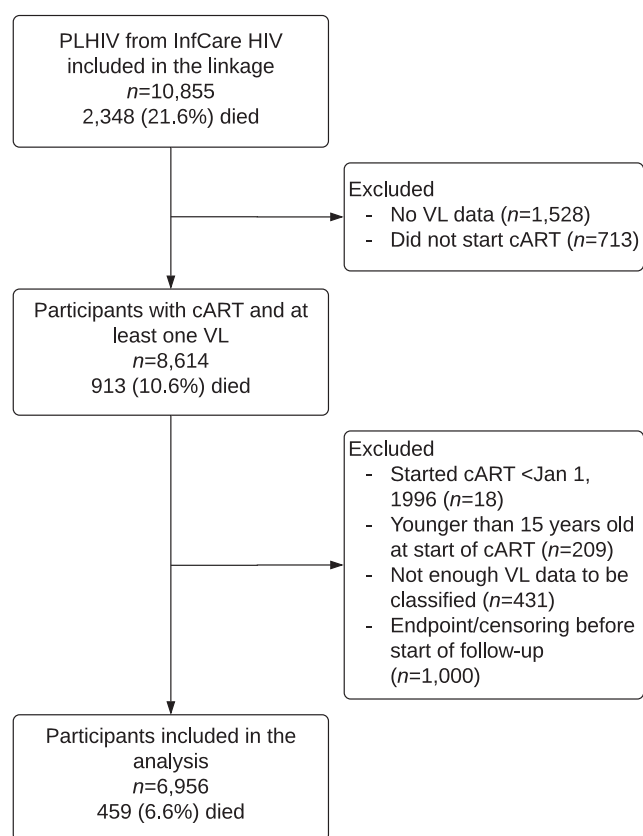 PLHIV from InfCare HIV
included in the linkage
n=10,855
2,348 (21.6%) died
Excluded
- No VL data (n=1,528)
- Did not start cART (n=713)
Participants with cART and at
least one VL
n=8,614
913 (10.6%) died
Excluded
- Started cART <Jan 1,
1996 (n=18)
- Younger than 15 years old
at start of cART (n=209)
- Not enough VL data to be
classified (n=431)
- Endpoint/censoring before
start of follow-up
(n=1,000)
Participants included in the
analysis
n=6,956
459 (6.6%) died